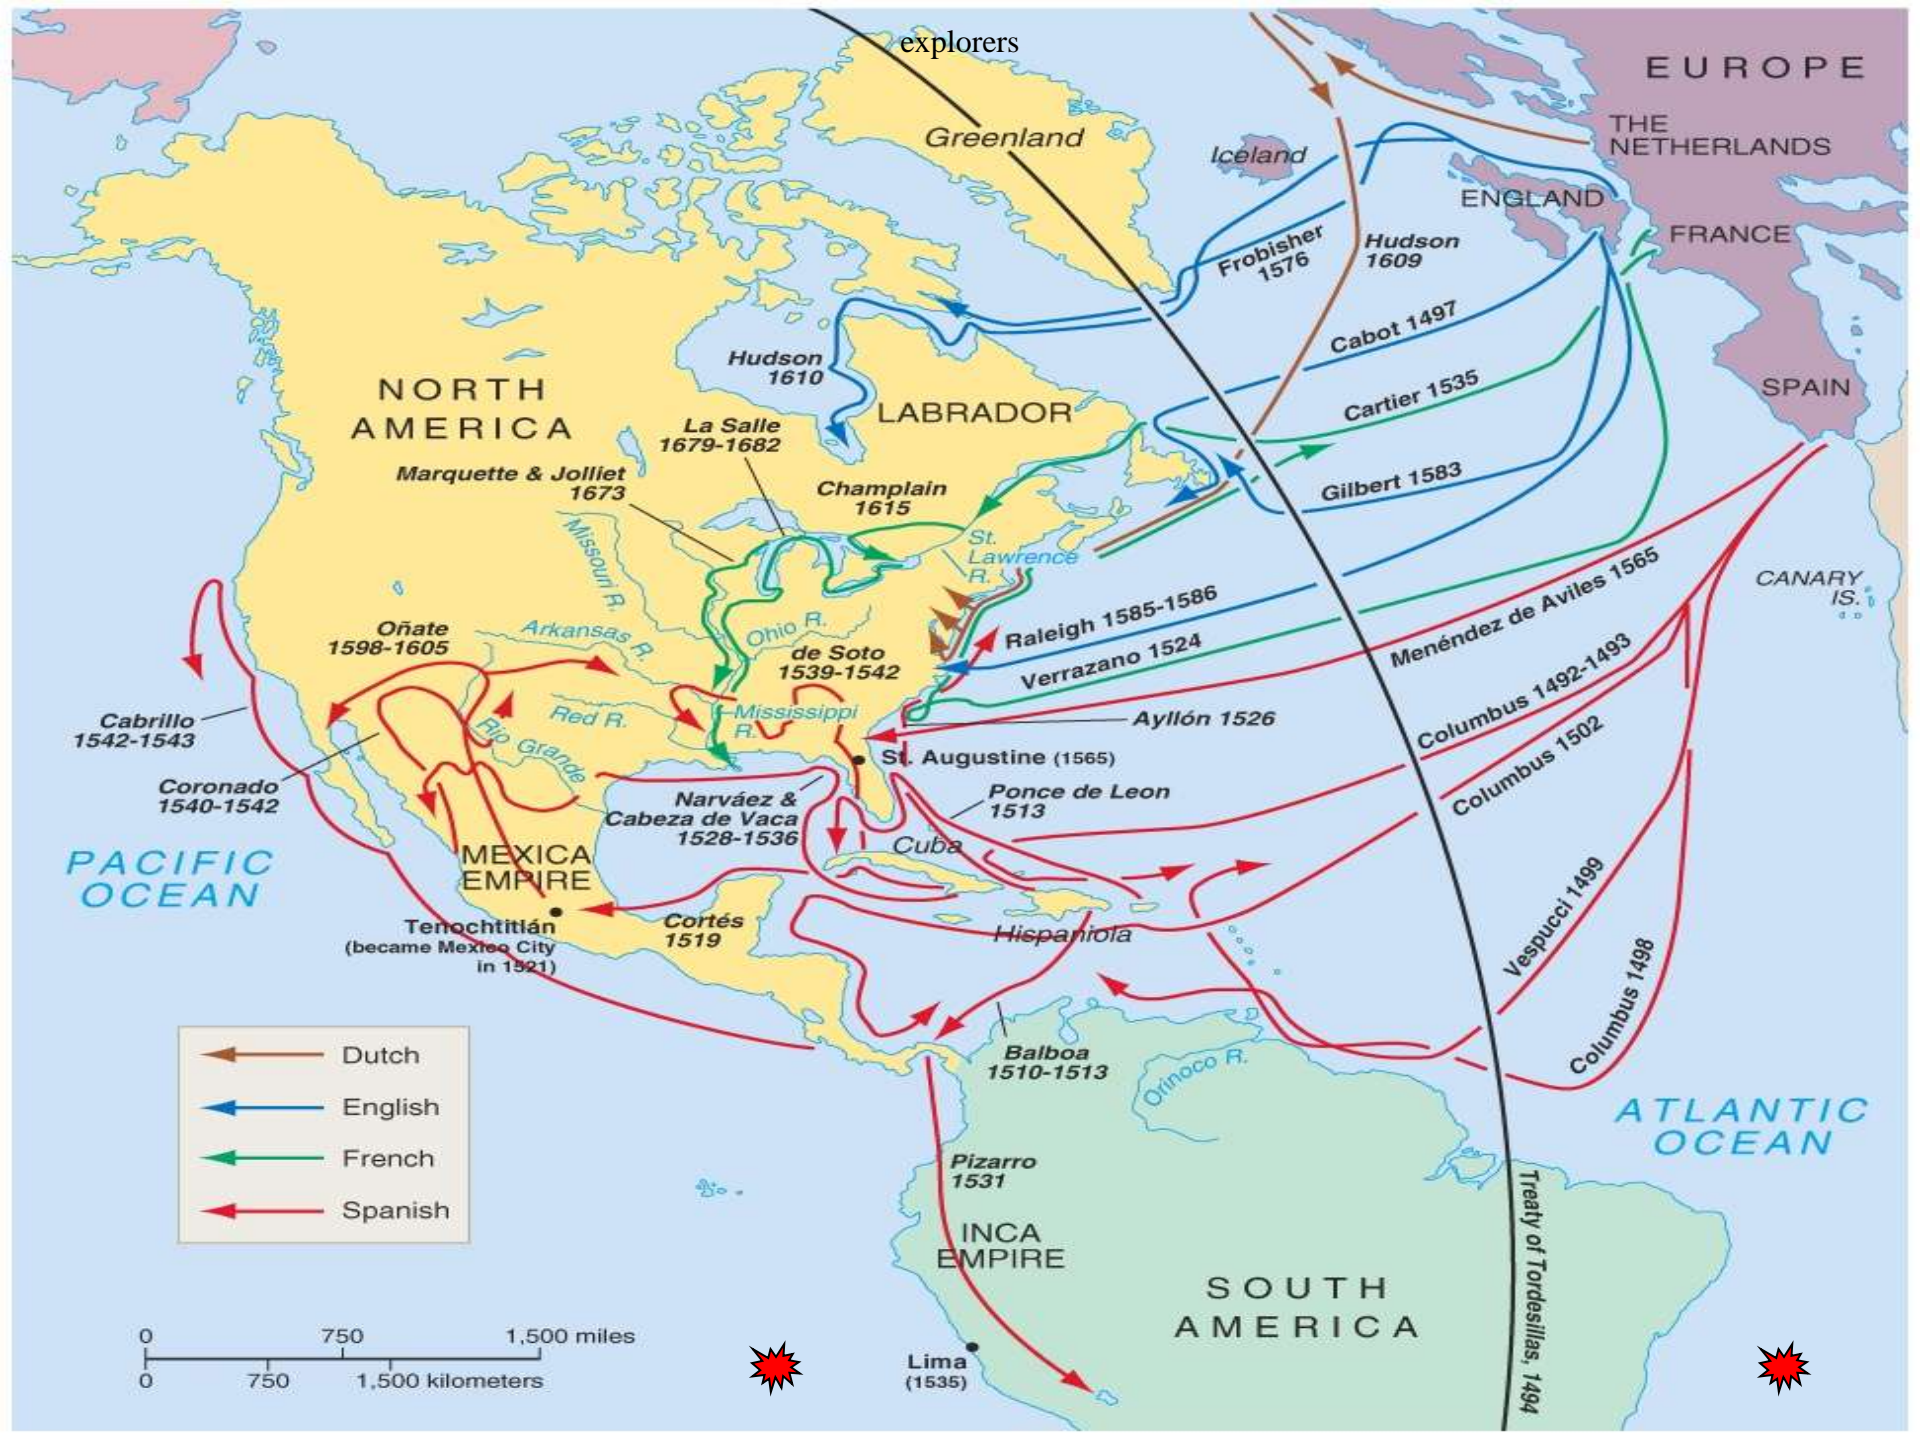 explorers
EUROPE
Greenland
THE
NETHERLANDS
Iceland
ENGLAND
FRANCE
Frobisher
1576
Hudson
1609
Cabot 1497
Hudson
1610
NORTH
AMERICA
LABRADOR
SPAIN
Cartier 1535
La Salle
1679-1682
Marquette & Jolliet
1673
Champlain
1615
Gilbert 1583
Missouri R.
St.
Lawrence
R.
CANARY
IS.
Raleigh 1585-1586
Menéndez de Aviles 1565
Oñate
1598-1605
Arkansas R.
Ohio R.
de Soto
1539-1542
Verrazano 1524
Columbus 1492-1493
Cabrillo
1542-1543
Red R.
Mississippi
R.
Ayllón 1526
Rio Grande
St. Augustine (1565)
Columbus 1502
Coronado
1540-1542
Narváez &
Cabeza de Vaca
1528-1536
Ponce de Leon
1513
Cuba
PACIFIC
OCEAN
MEXICA
EMPIRE
Vespucci 1499
Tenochtitlán
(became Mexico City
in 1521)
Cortés
1519
Hispaniola
Columbus 1498
Dutch
English
French
Spanish
Balboa
1510-1513
Orinoco R.
ATLANTIC
OCEAN
Pizarro
1531
INCA
EMPIRE
SOUTH
AMERICA
Treaty of Tordesillas, 1494
0 750 1,500 miles
0 750 1,500 kilometers
Lima
(1535)